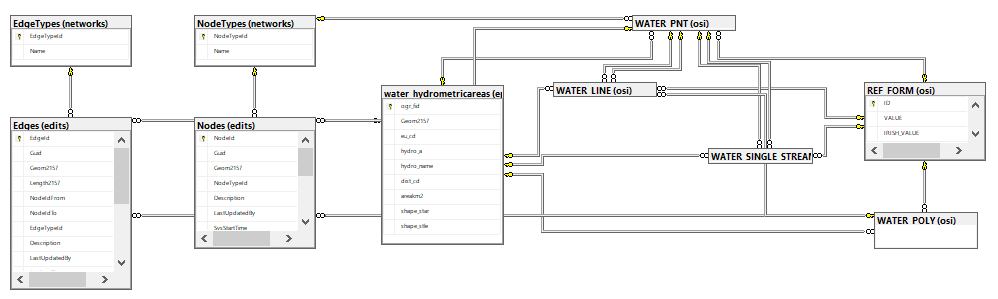 EdgeTypes (networks)
EdgeTypeId
Name
NodeTypes (networks)
NodeTypeId
Name
WATER_PNT (osi)
Edges (edits)
EdgeId
Guid
Geom2157
Length2157
NodeIdFrom
NodeIdTo
EdgeTypeId
Description
LastUpdatedBy
Nodes (edits)
NodeId
Guid
Geom2157
NodeTypeId
Description
LastUpdatedBy
SysStartTime
water_hydrometricareas (e
ogr_fid
Geom2157
eu_cd
hydro_a
hydro_name
dist_cd
areakm2
shape_star
shape_stle
WATER_LINE (osi)
WATER_SINGLE_STREAM
REF_FORM (osi)
ID
VALUE
IRISH_VALUE
WATER_POLY (osi)